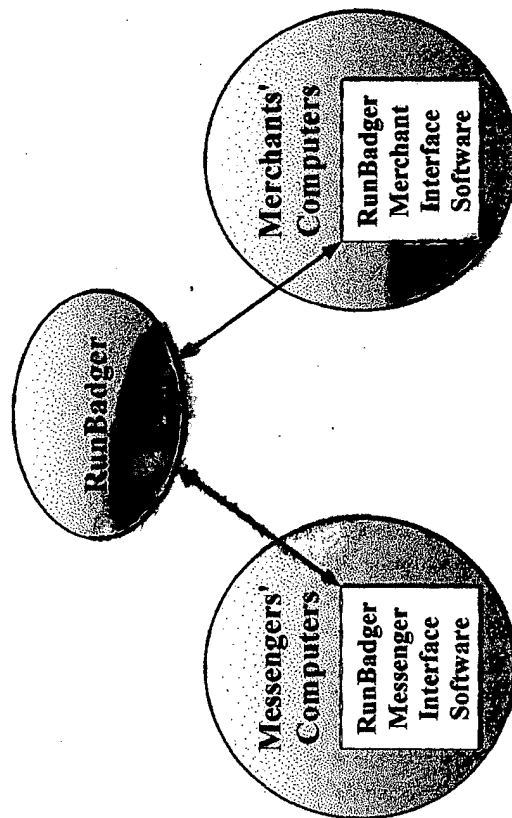 RunBadger
Messengers'
Computers
RunBadger
Messenger
Interface
Software
Merchants'
Computers
RunBadger
Merchant
Interface
Software